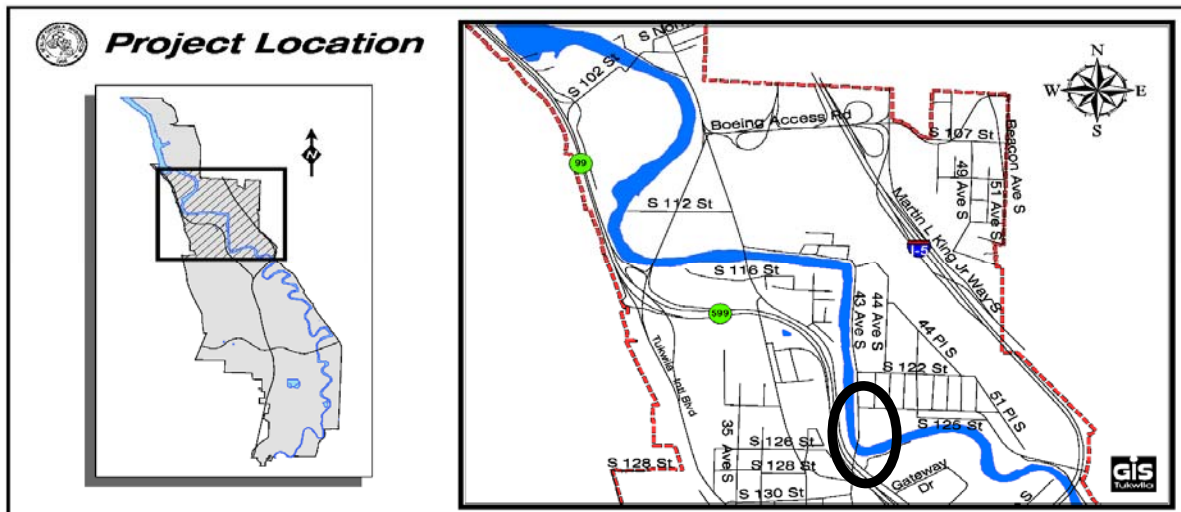 Project Location
N
S Norf
S 102 St
N
W
E
S
Boeing Access Rd
S 107 St
Beacon Ave S
99
49 Ave S
51 Ave S
S 112 St
Martin L King Jr Way S
I-5
S 116 St
43 Ave S
44 Ave S
599
44 Pl S
Tukwila Intl Blvd
S 122 St
51 Pl S
35 Ave S
S 125 St
S 126 St
S 128 St
S 128 St
Gateway
Dr
S 130 St
S
GIS
Tukwila